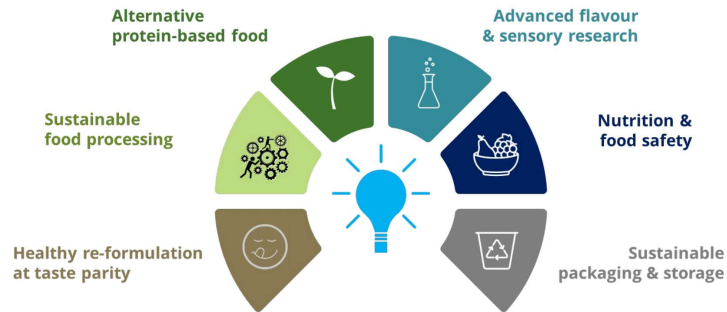 Alternative
protein-based food
Advanced flavour
& sensory research
Sustainable
food processing
Nutrition &
food safety
Healthy re-formulation
at taste parity
Sustainable
packaging & storage